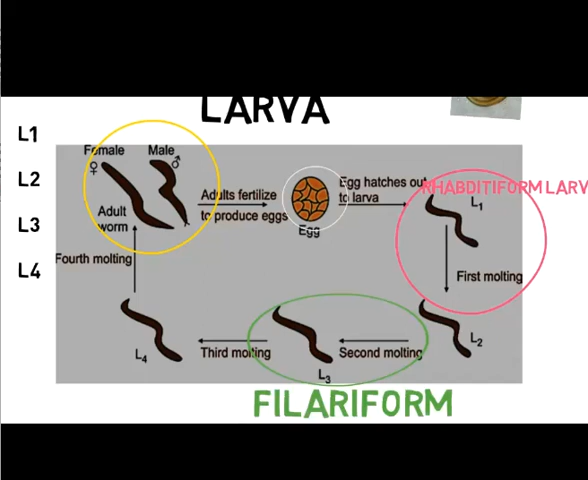 LARVA
L1
L2
L3
L4
Female
♀
Male
♂
Adult
worm
Adults fertilize
to produce eggs
Egg
Egg hatches out
to larva
RHABDITIFORM LARV
L₁
First molting
L₂
Second molting
L₃
Third molting
L₄
Fourth molting
FILARIFORM